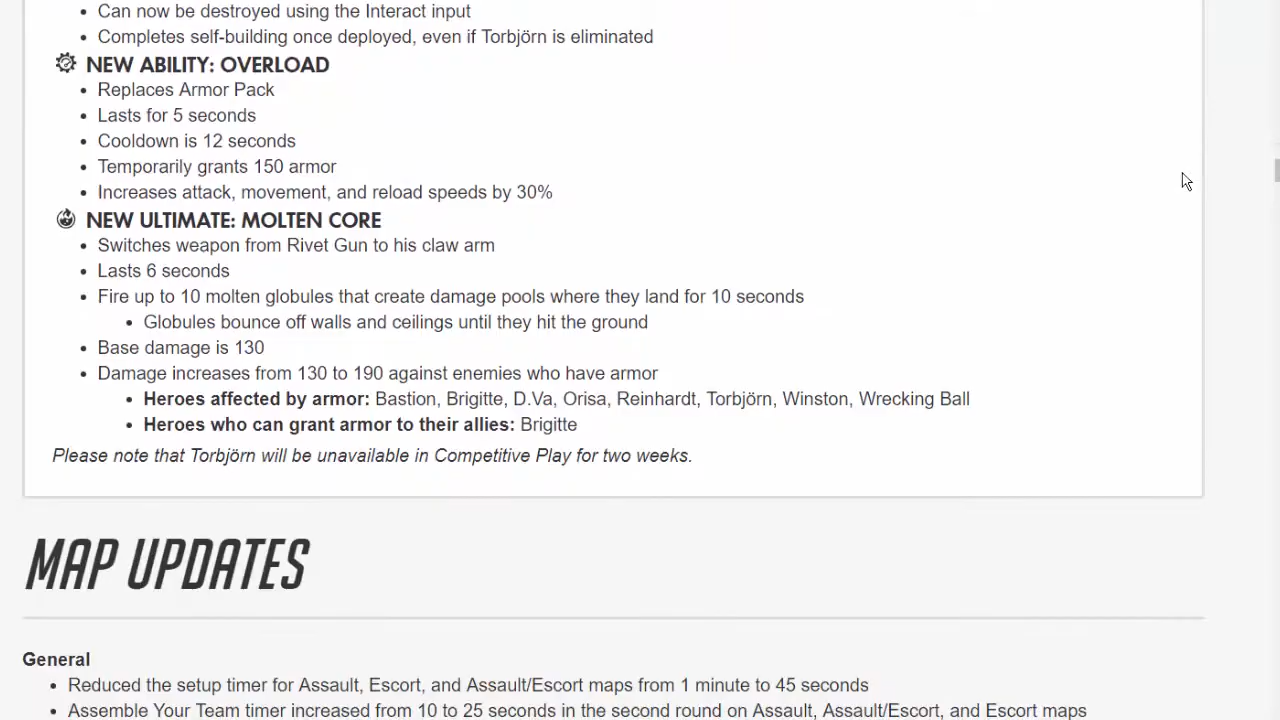 Can now be destroyed using the Interact input
Completes self-building once deployed, even if Torbjörn is eliminated
NEW ABILITY: OVERLOAD
Replaces Armor Pack
Lasts for 5 seconds
Cooldown is 12 seconds
Temporarily grants 150 armor
Increases attack, movement, and reload speeds by 30%
NEW ULTIMATE: MOLTEN CORE
Switches weapon from Rivet Gun to his claw arm
Lasts 6 seconds
Fire up to 10 molten globules that create damage pools where they land for 10 seconds
Globules bounce off walls and ceilings until they hit the ground
Base damage is 130
Damage increases from 130 to 190 against enemies who have armor
Heroes affected by armor: Bastion, Brigitte, D.Va, Orisa, Reinhardt, Torbjörn, Winston, Wrecking Ball
Heroes who can grant armor to their allies: Brigitte
Please note that Torbjörn will be unavailable in Competitive Play for two weeks.
MAP UPDATES
General
Reduced the setup timer for Assault, Escort, and Assault/Escort maps from 1 minute to 45 seconds
Assemble Your Team timer increased from 10 to 25 seconds in the second round on Assault, Assault/Escort, and Escort maps